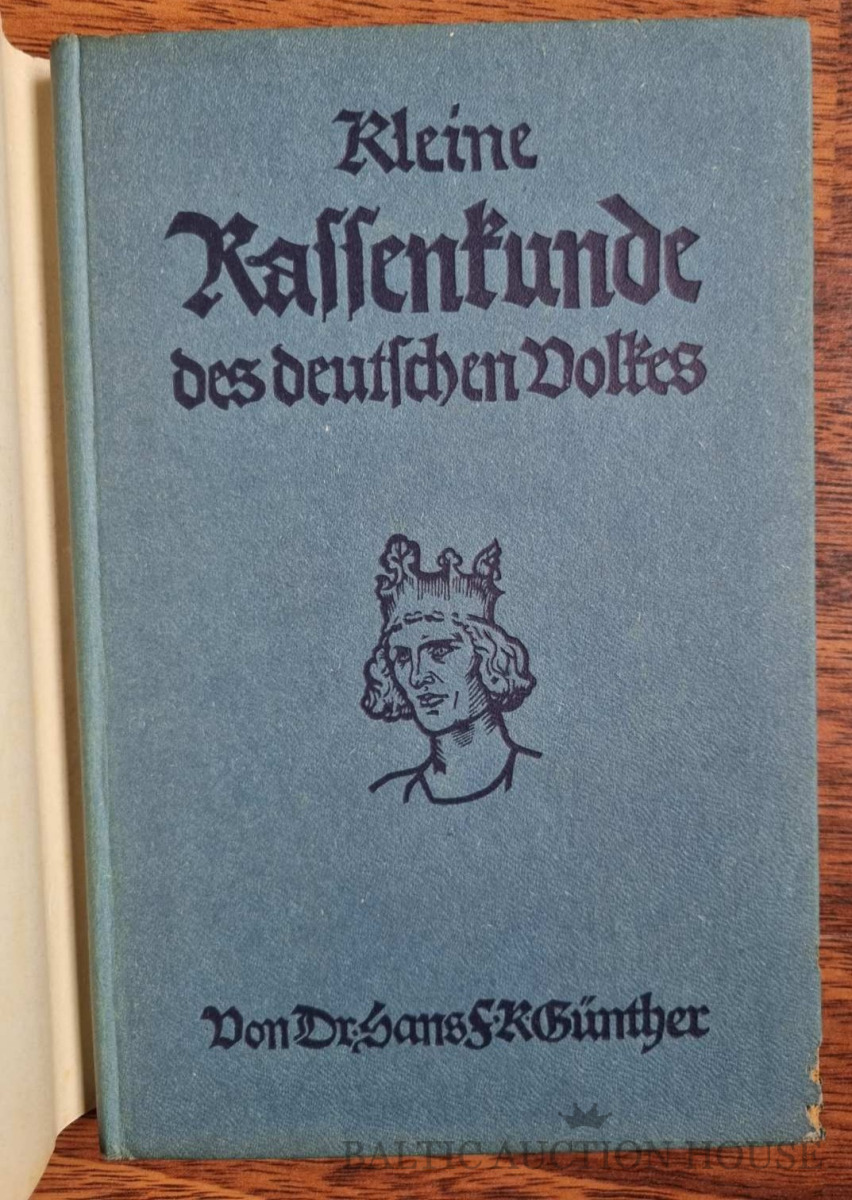 Kleine
Raſſenkunde
des deutſchen Volkes
Von Dr. Hans F. K. Günther
BALTIC AUCTION HOUSE